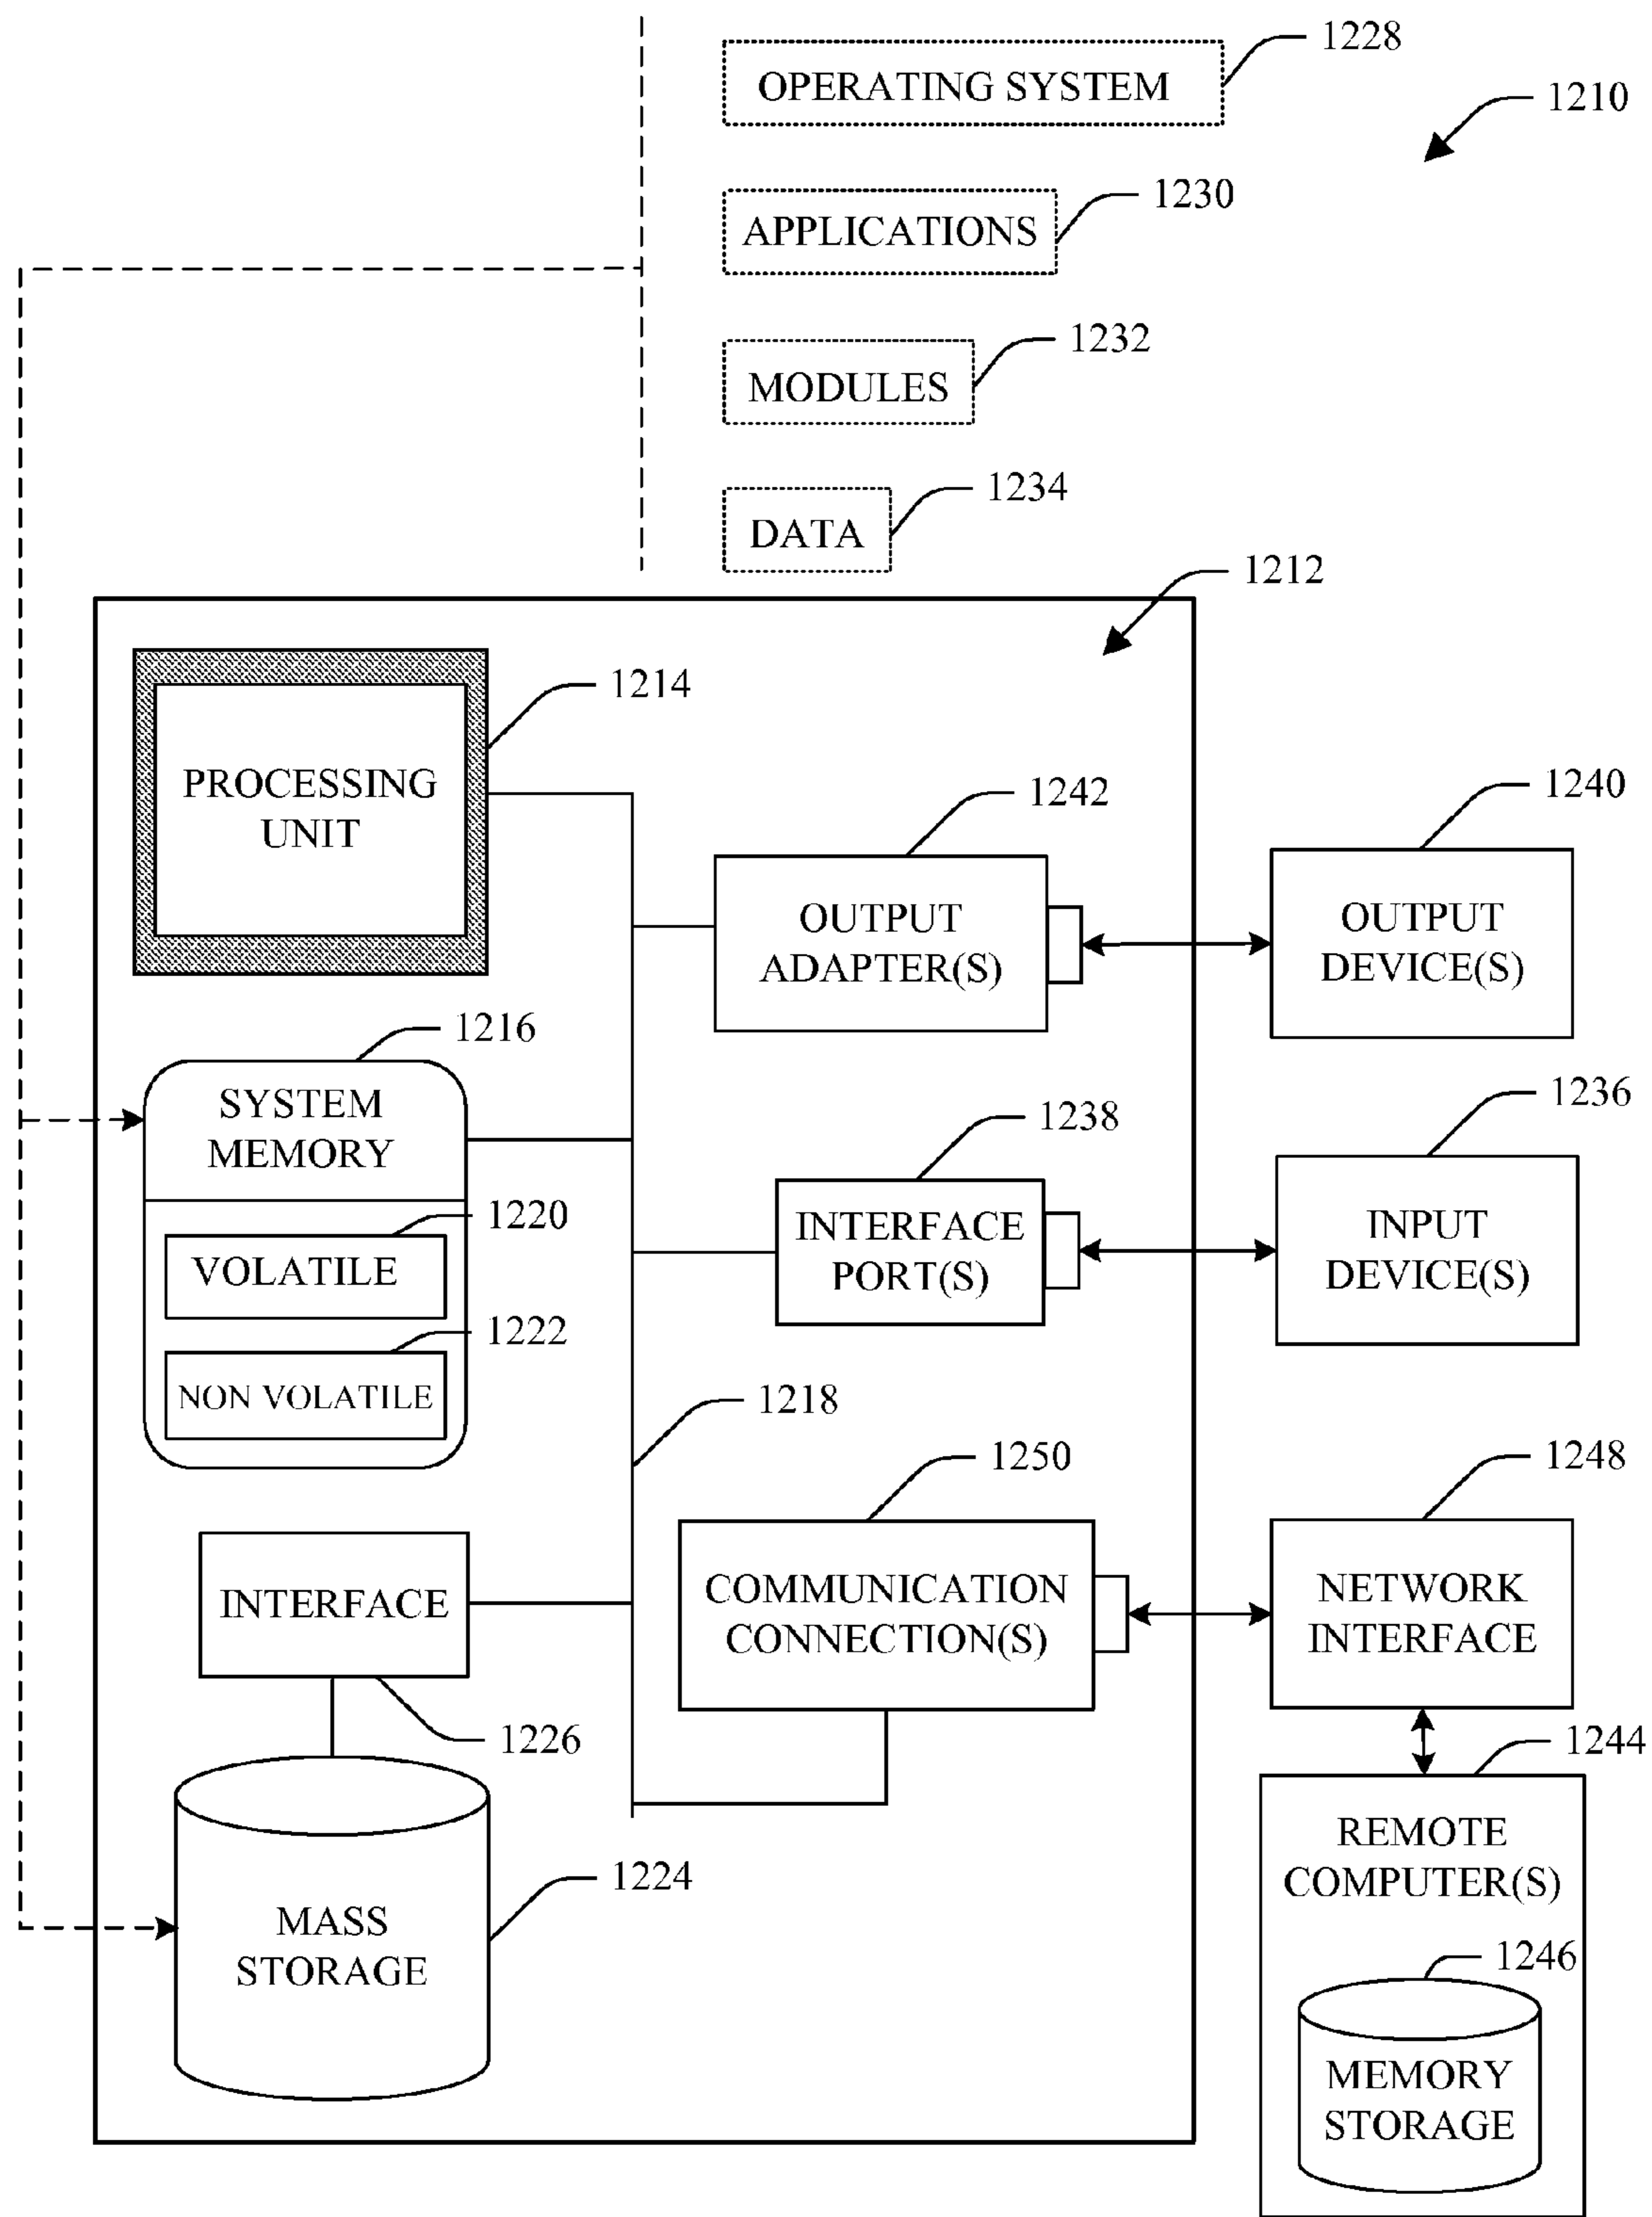 1228
OPERATING SYSTEM
1210
1230
APPLICATIONS
1232
MODULES
1234
DATA
1212
1214
PROCESSING
UNIT
1242
OUTPUT
ADAPTER(S)
1240
OUTPUT
DEVICE(S)
1216
SYSTEM
MEMORY
1220
VOLATILE
1222
NON VOLATILE
1238
INTERFACE
PORT(S)
1236
INPUT
DEVICE(S)
1218
1250
COMMUNICATION
CONNECTION(S)
1248
NETWORK
INTERFACE
INTERFACE
1226
1244
REMOTE
COMPUTER(S)
1224
MASS
STORAGE
1246
MEMORY
STORAGE